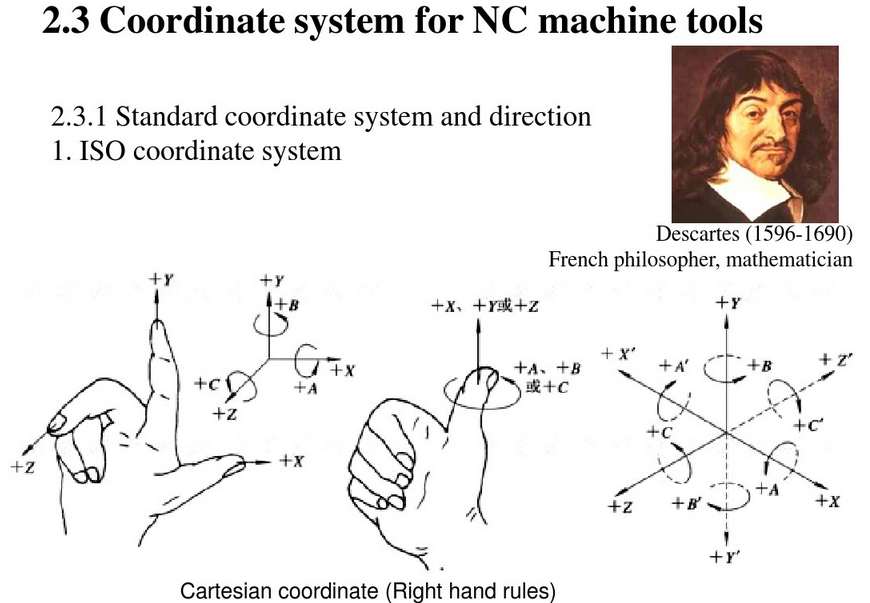 2.3 Coordinate system for NC machine tools
2.3.1 Standard coordinate system and direction
1. ISO coordinate system
Descartes (1596-1690)
French philosopher, mathematician
+Y
+Z
+X
+Y
+B
+X
+A
+C
+Z
+X、+Y或+Z
+A、+B
或+C
+Y
+X′
+A′
+B
+Z′
+C
+C′
+Z
+B′
+A
+X
+Y′
Cartesian coordinate (Right hand rules)